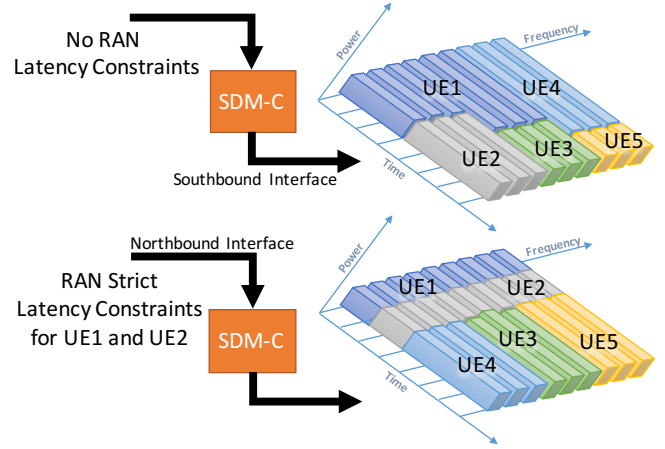 No RAN
Latency Constraints
SDM-C
Southbound Interface
Power
Frequency
UE1
UE4
UE2
UE3
UE5
Time
Northbound Interface
RAN Strict
Latency Constraints
for UE1 and UE2
SDM-C
Power
Frequency
UE1
UE2
UE3
UE5
UE4
Time